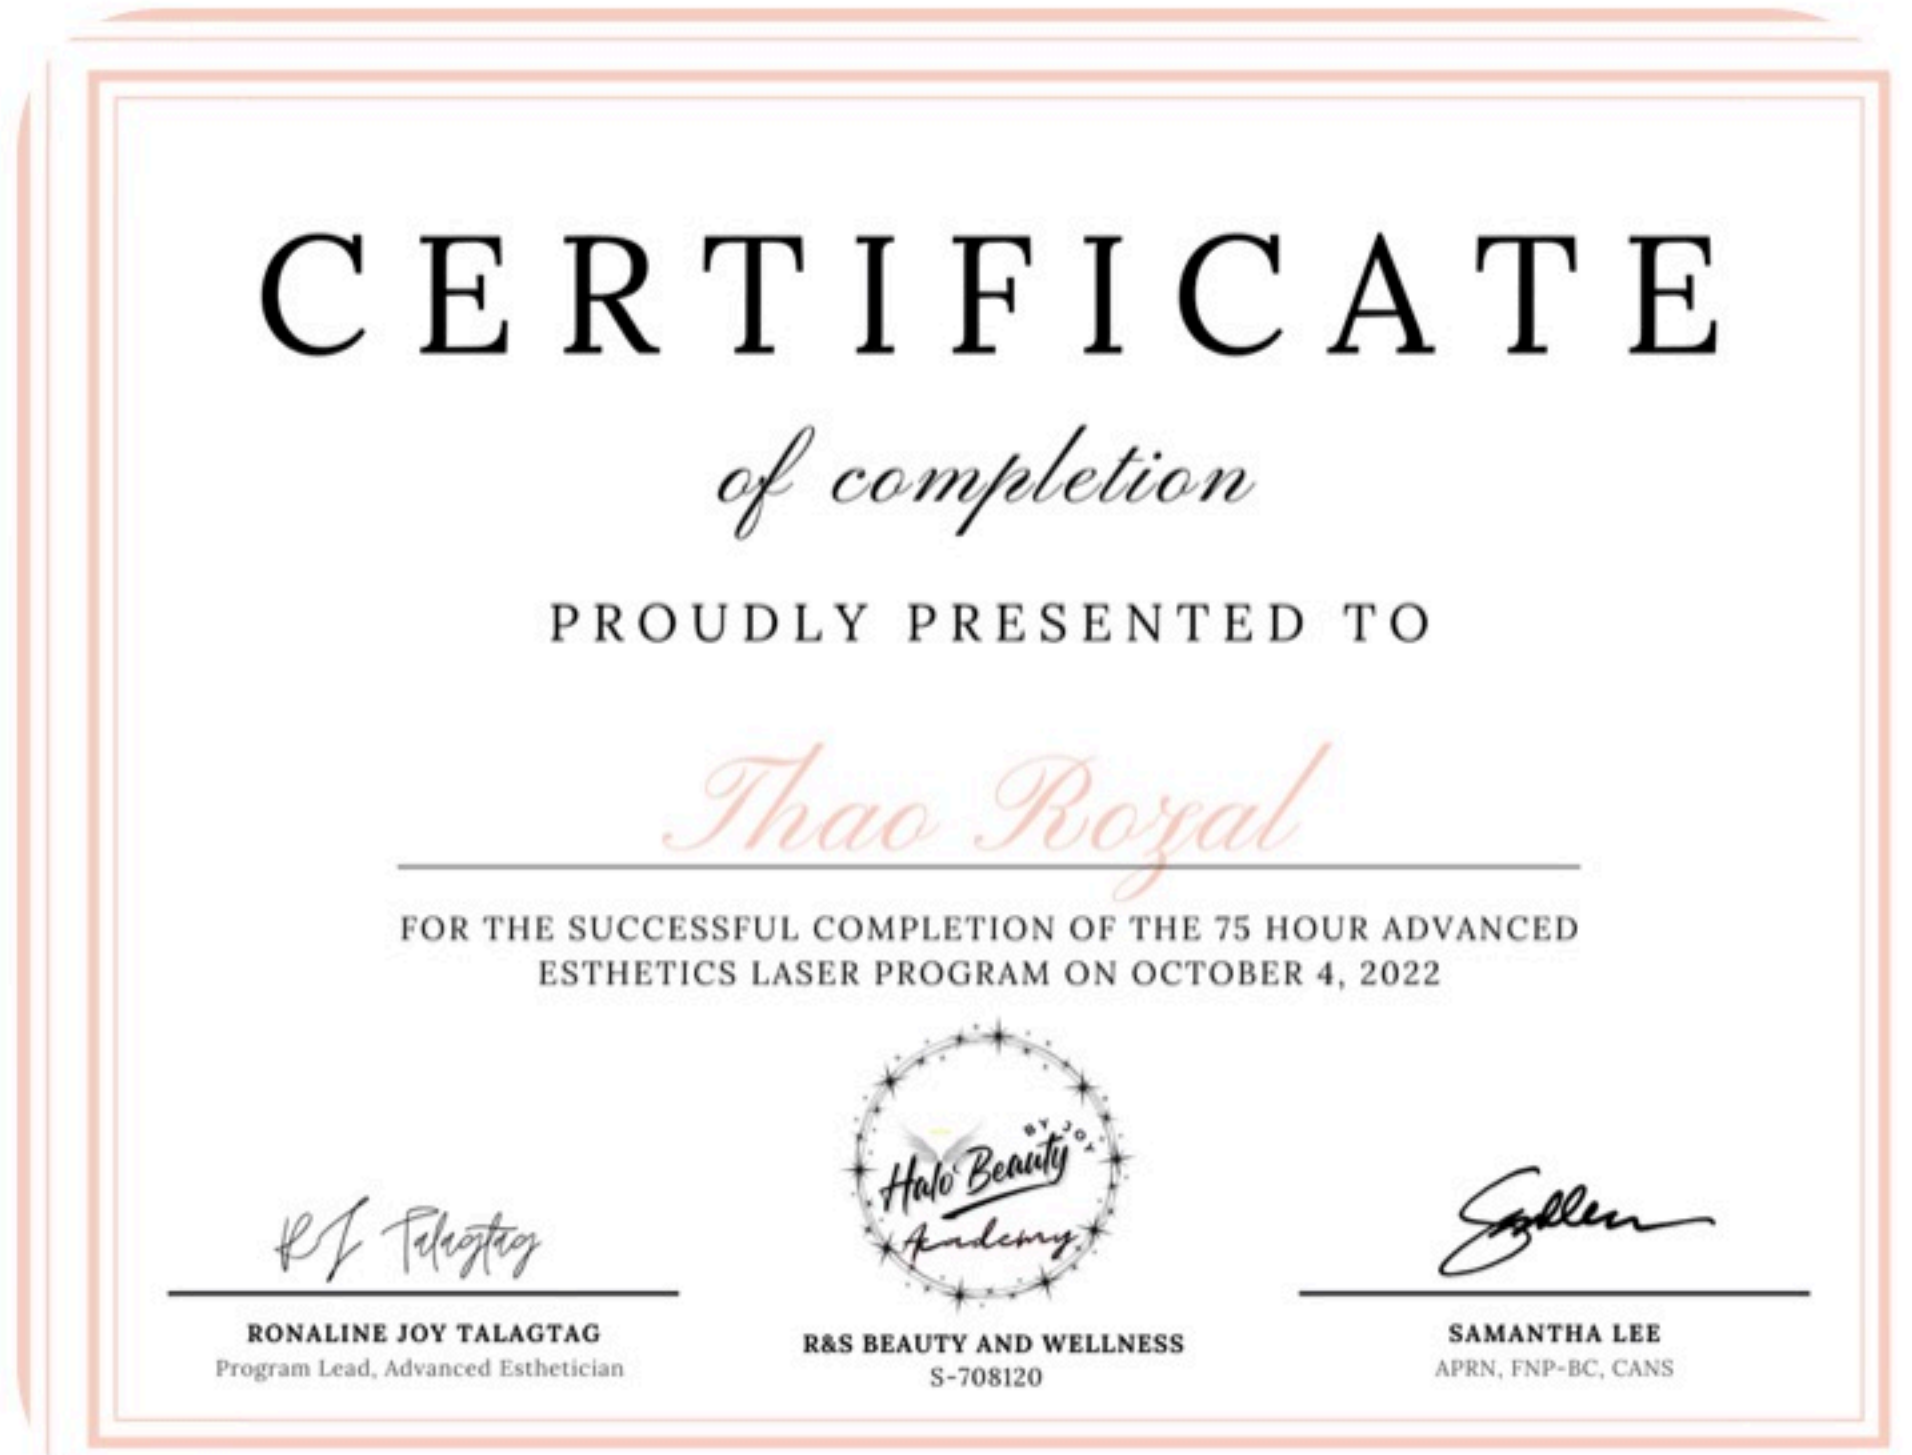 CERTIFICATE
of completion
PROUDLY PRESENTED TO
Thao Rozal
FOR THE SUCCESSFUL COMPLETION OF THE 75 HOUR ADVANCED
ESTHETICS LASER PROGRAM ON OCTOBER 4, 2022
BY JOY
Halo Beauty
Academy
RJ Talagtag
RONALINE JOY TALAGTAG
Program Lead, Advanced Esthetician
R&S BEAUTY AND WELLNESS
S-708120
SAMANTHA LEE
APRN, FNP-BC, CANS